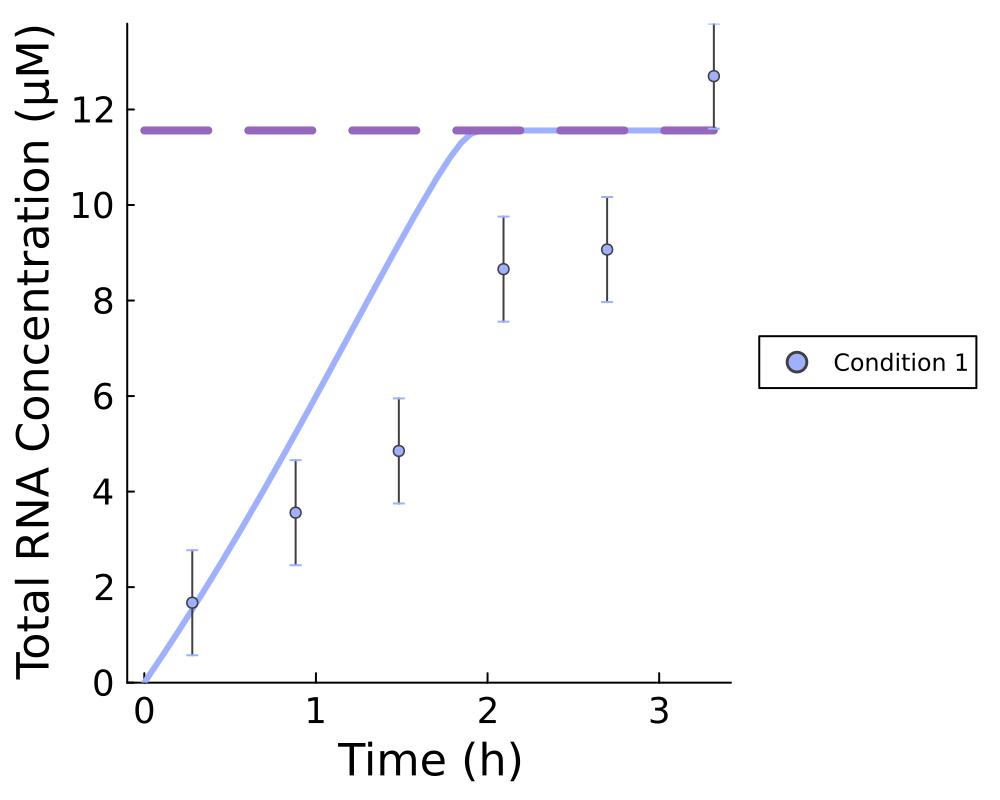 Total RNA Concentration (μM)
12
10
8
6
4
2
0
0 1 2 3
Time (h)
Condition 1